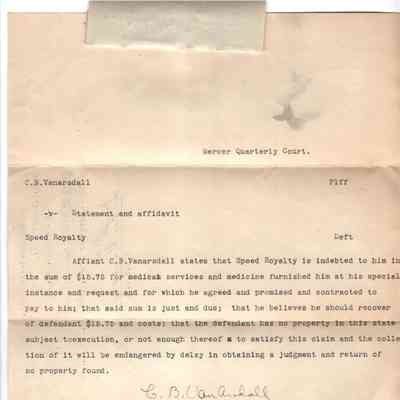 Mercer Quarterly Court.
C.B.Vanarsdall Plff
-v- Statement and affidavit
Speed Royalty Deft
Affiant C.B.Vanarsdall states that Speed Royalty is indebted to him in
the sum of $18.75 for medical services and medicine furnished him at his special
instance and request and for which he agreed and promised and contracted to
pay to him; that said sum is just and due; that he believes he should recover
of defendant $18.75 and costs; that the defendant has no property in this state
subject toexecution, or not enough thereof to satisfy this claim and the colle
tion of it will be endangered by delay in obtaining a judgment and return of
no property found.
C. B. VanArsdall